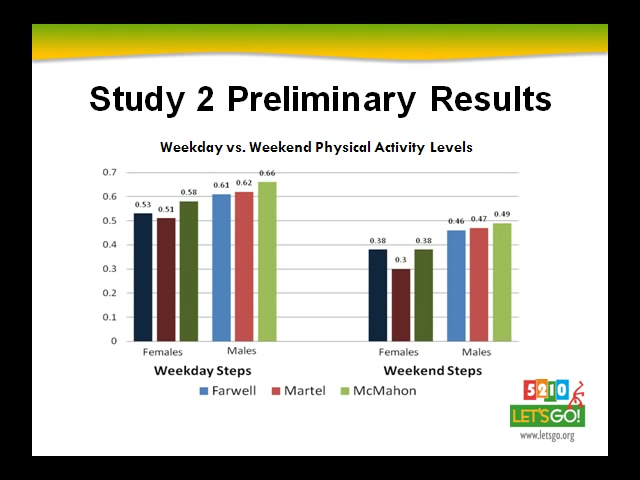 Study 2 Preliminary Results
Weekday vs. Weekend Physical Activity Levels
0.7
0.6
0.5
0.4
0.3
0.2
0.1
0
0.53
0.51
0.58
0.61
0.62
0.66
0.38
0.3
0.38
0.46
0.47
0.49
Females
Males
Females
Males
Weekday Steps
Weekend Steps
Farwell
Martel
McMahon
5210
LET'S GO!
www.letsgo.org